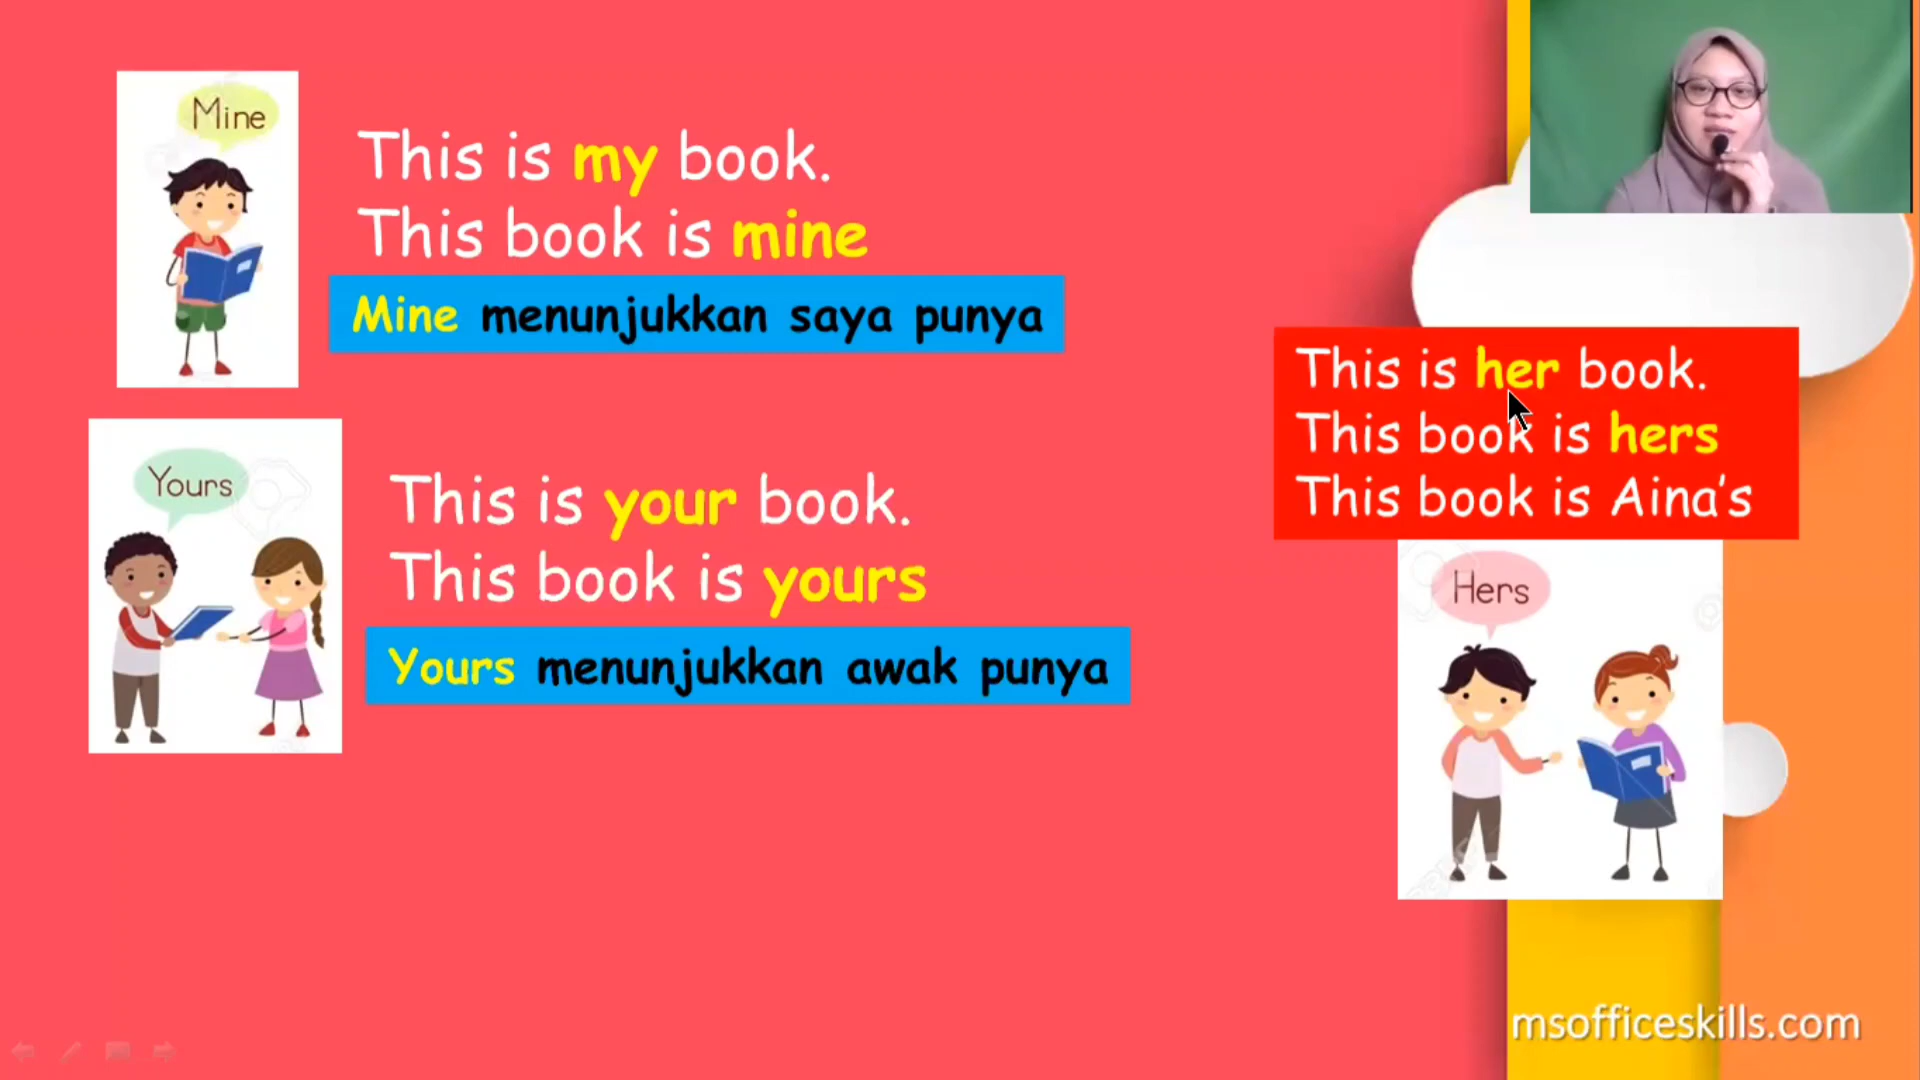 Mine
This is my book.
This book is mine
Mine menunjukkan saya punya
Yours
This is your book.
This book is yours
Yours menunjukkan awak punya
This is her book.
This book is hers
This book is Aina's
Hers
msofficeskills.com